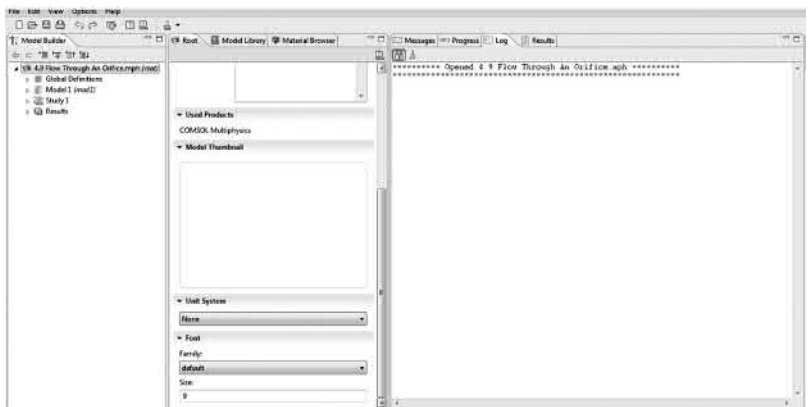 File Edit View Options Help
Model Builder
4.9 Flow Through An Orifice.mph (root)
Global Definitions
Model 1 (mod1)
Study 1
Results
Root
Model Library
Material Browser
Used Products
COMSOL Multiphysics
Model Thumbnail
Unit System
None
Font
Family:
default
Size:
9
Messages
Progress
Log
Results
********** Opened 4 9 Flow Through An Orifice.mph **********